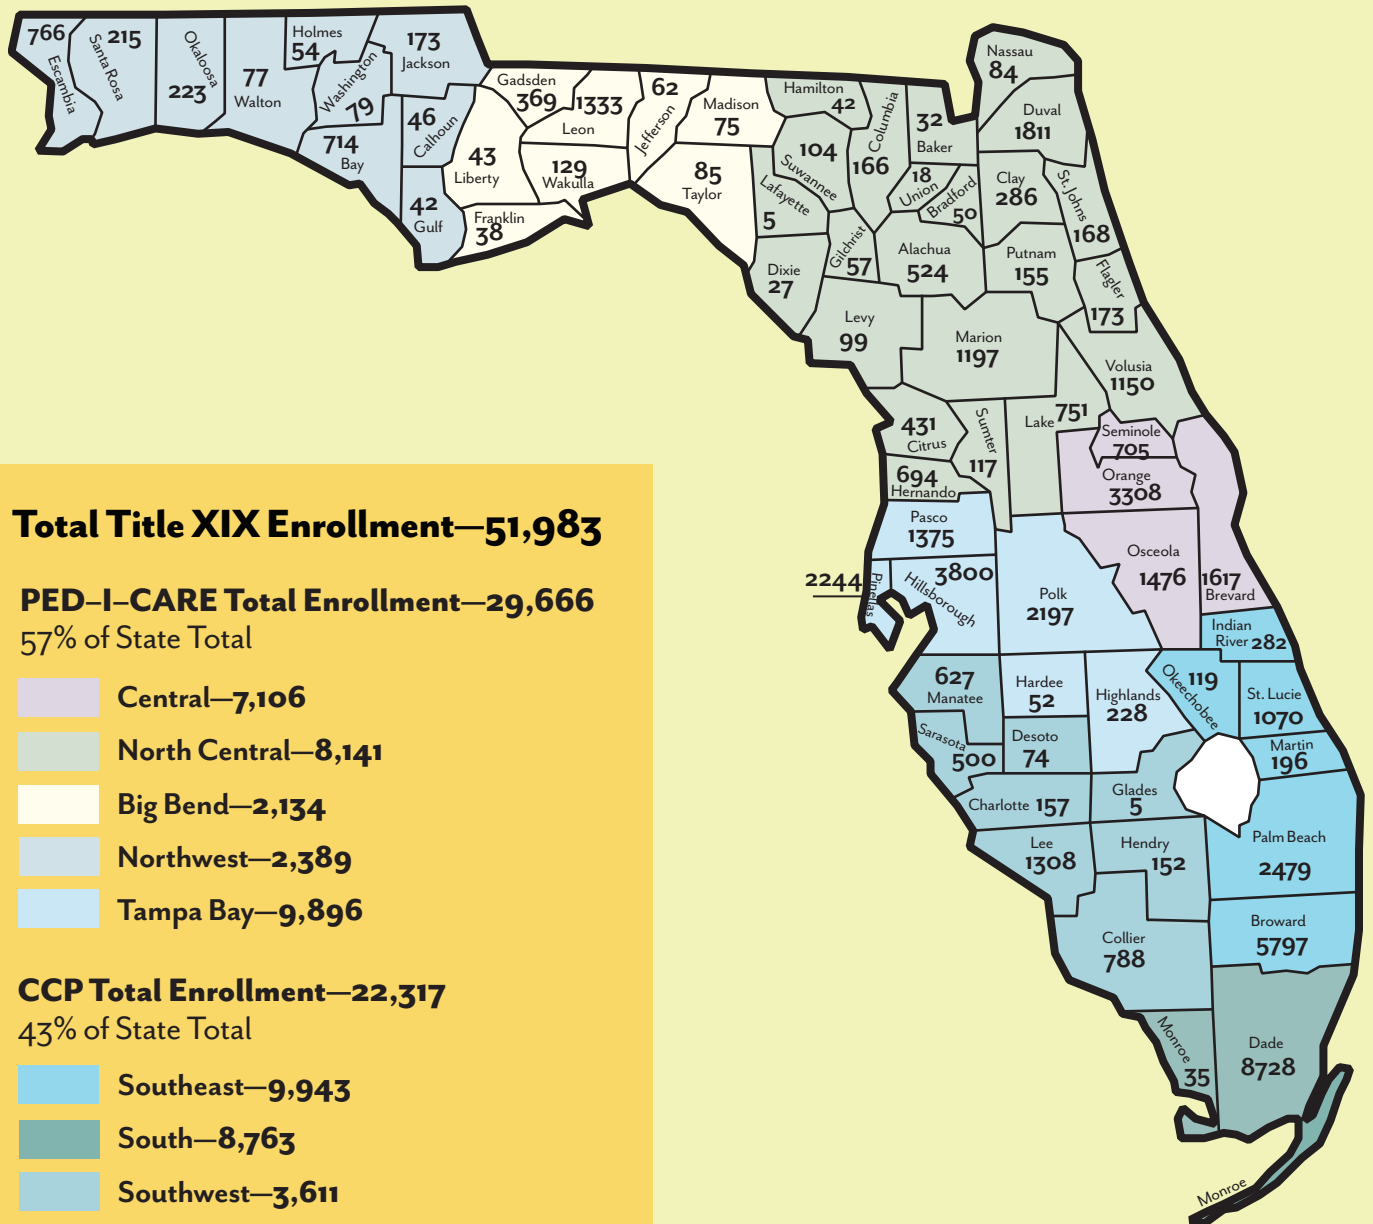 766
Escambia
Santa Rosa
215
Okaloosa
223
77
Walton
Holmes
54
Washington
79
173
Jackson
714
Bay
46
Calhoun
42
Gulf
Gadsden
369
1333
Leon
43
Liberty
129
Wakulla
Franklin
38
62
Jefferson
Madison
75
85
Taylor
Hamilton
42
104
Suwannee
Lafayette
5
Columbia
166
32
Baker
18
Union
Bradford
50
Nassau
84
Duval
1811
Clay
286
St. Johns
168
Dixie
27
Gilchrist
57
Alachua
524
Putnam
155
Flagler
173
Levy
99
Marion
1197
Volusia
1150
431
Citrus
Sumter
117
Lake 751
Seminole
705
Orange
3308
694
Hernando
Pasco
1375
Osceola
1476
1617
Brevard
2244
Pinellas
3800
Hillsborough
Polk
2197
Indian
River 282
627
Manatee
Hardee
52
Highlands
228
119
Okeechobee
St. Lucie
1070
Sarasota
500
Desoto
74
Martin
196
Charlotte 157
Glades
5
Palm Beach
2479
Lee
1308
Hendry
152
Collier
788
Broward
5797
Monroe
35
Dade
8728
Monroe
Total Title XIX Enrollment—51,983
PED–I–CARE Total Enrollment—29,666
57% of State Total
Central—7,106
North Central—8,141
Big Bend—2,134
Northwest—2,389
Tampa Bay—9,896
CCP Total Enrollment—22,317
43% of State Total
Southeast—9,943
South—8,763
Southwest—3,611